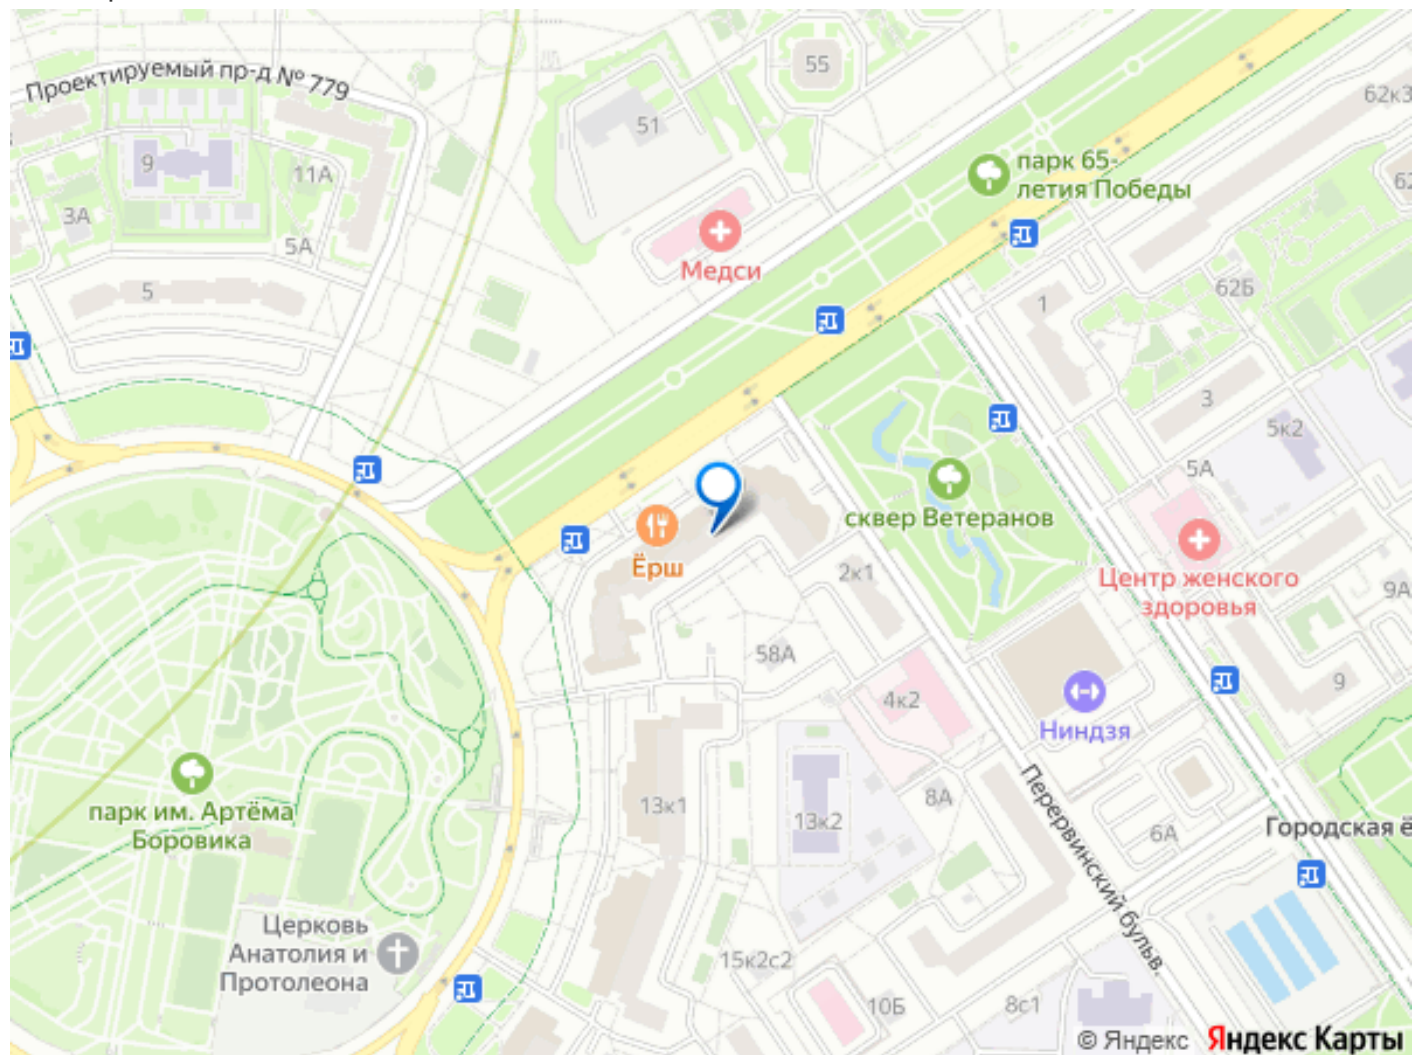 55
Проектируемый пр-д № 779
62к3
51
парк 65-
летия Победы
9
11А
3А
5А
Медси
5
62Б
1
3
5к2
5А
сквер Ветеранов
Ёрш
2к1
Центр женского
здоровья
9А
58А
9
4к2
Ниндзя
парк им. Артёма
Боровика
13к1
13к2
8А
Перервинский бульв.
6А
Городская ё
Церковь
Анатолия и
Протолеона
15к2с2
10Б
8с1
© Яндекс Яндекс Карты